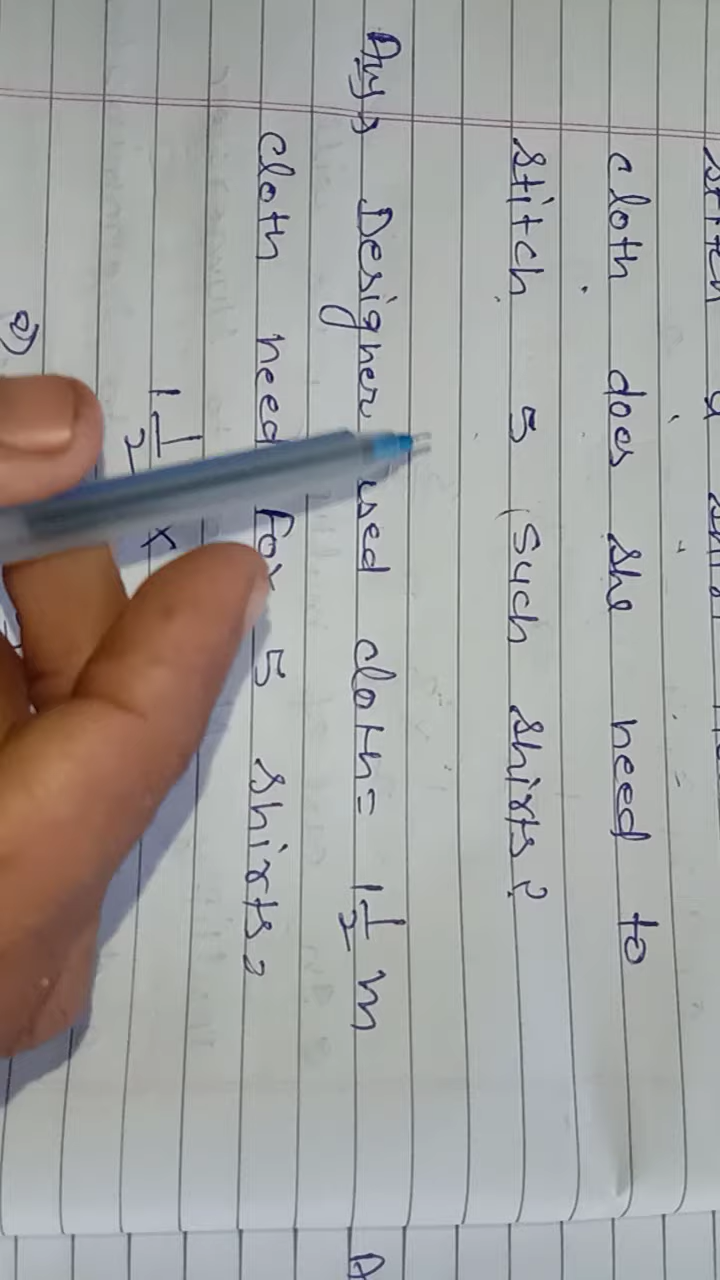 cloth does she need to
stitch 5 such shirts?
Ans Designer used cloth = 1 1/2 m
cloth need for 5 shirts?
1 1/2 x